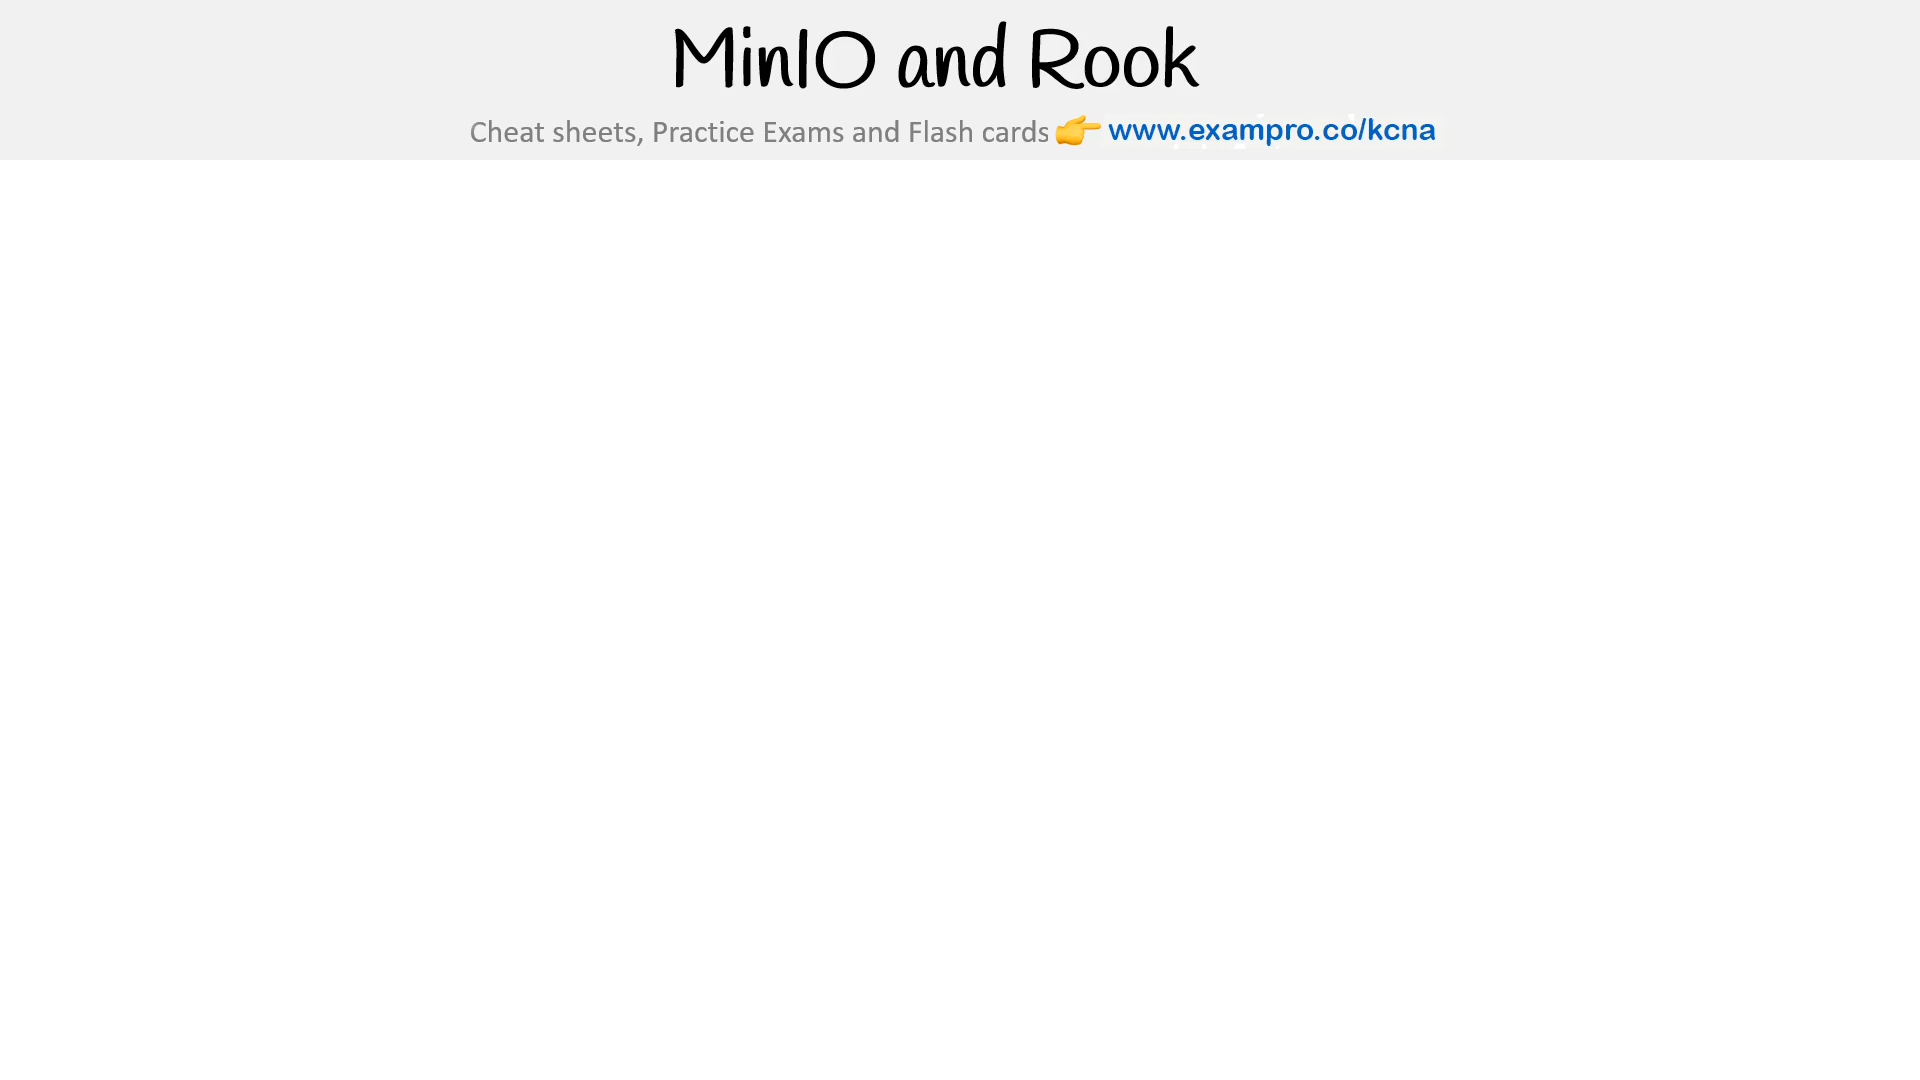 MinIO and Rook
Cheat sheets, Practice Exams and Flash cards 👉 www.exampro.co/kcna